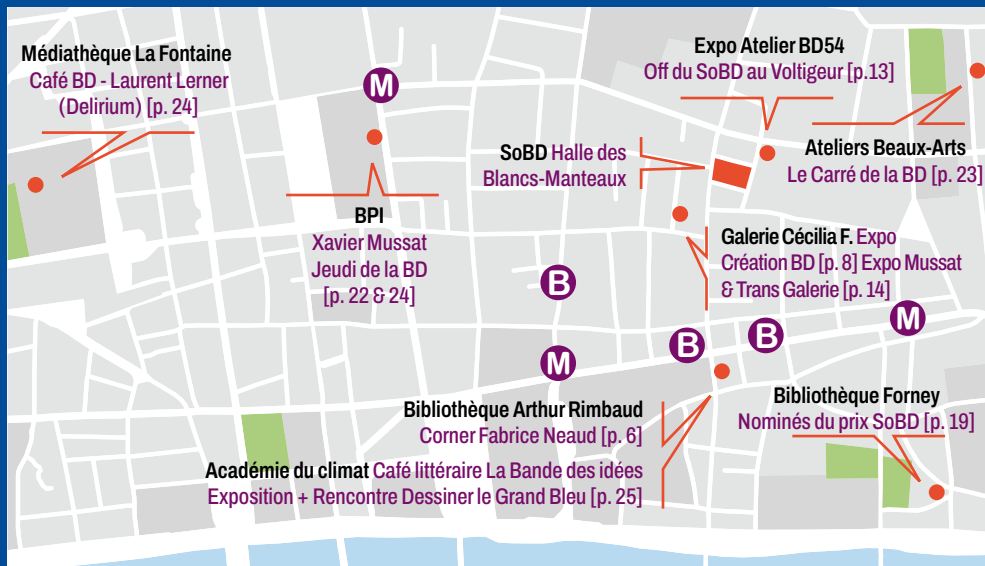 Médiathèque La Fontaine
Café BD - Laurent Lerner
(Delirium) [p. 24]
M
Expo Atelier BD54
Off du SoBD au Voltigeur [p.13]
SoBD Halle des
Blancs-Manteaux
Ateliers Beaux-Arts
Le Carré de la BD [p. 23]
BPI
Xavier Mussat
Jeudi de la BD
[p. 22 & 24]
Galerie Cécilia F. Expo
Création BD [p. 8] Expo Mussat
& Trans Galerie [p. 14]
B
M
B
B
M
Bibliothèque Arthur Rimbaud
Corner Fabrice Neaud [p. 6]
Bibliothèque Forney
Nominés du prix SoBD [p. 19]
Académie du climat Café littéraire La Bande des idées
Exposition + Rencontre Dessiner le Grand Bleu [p. 25]